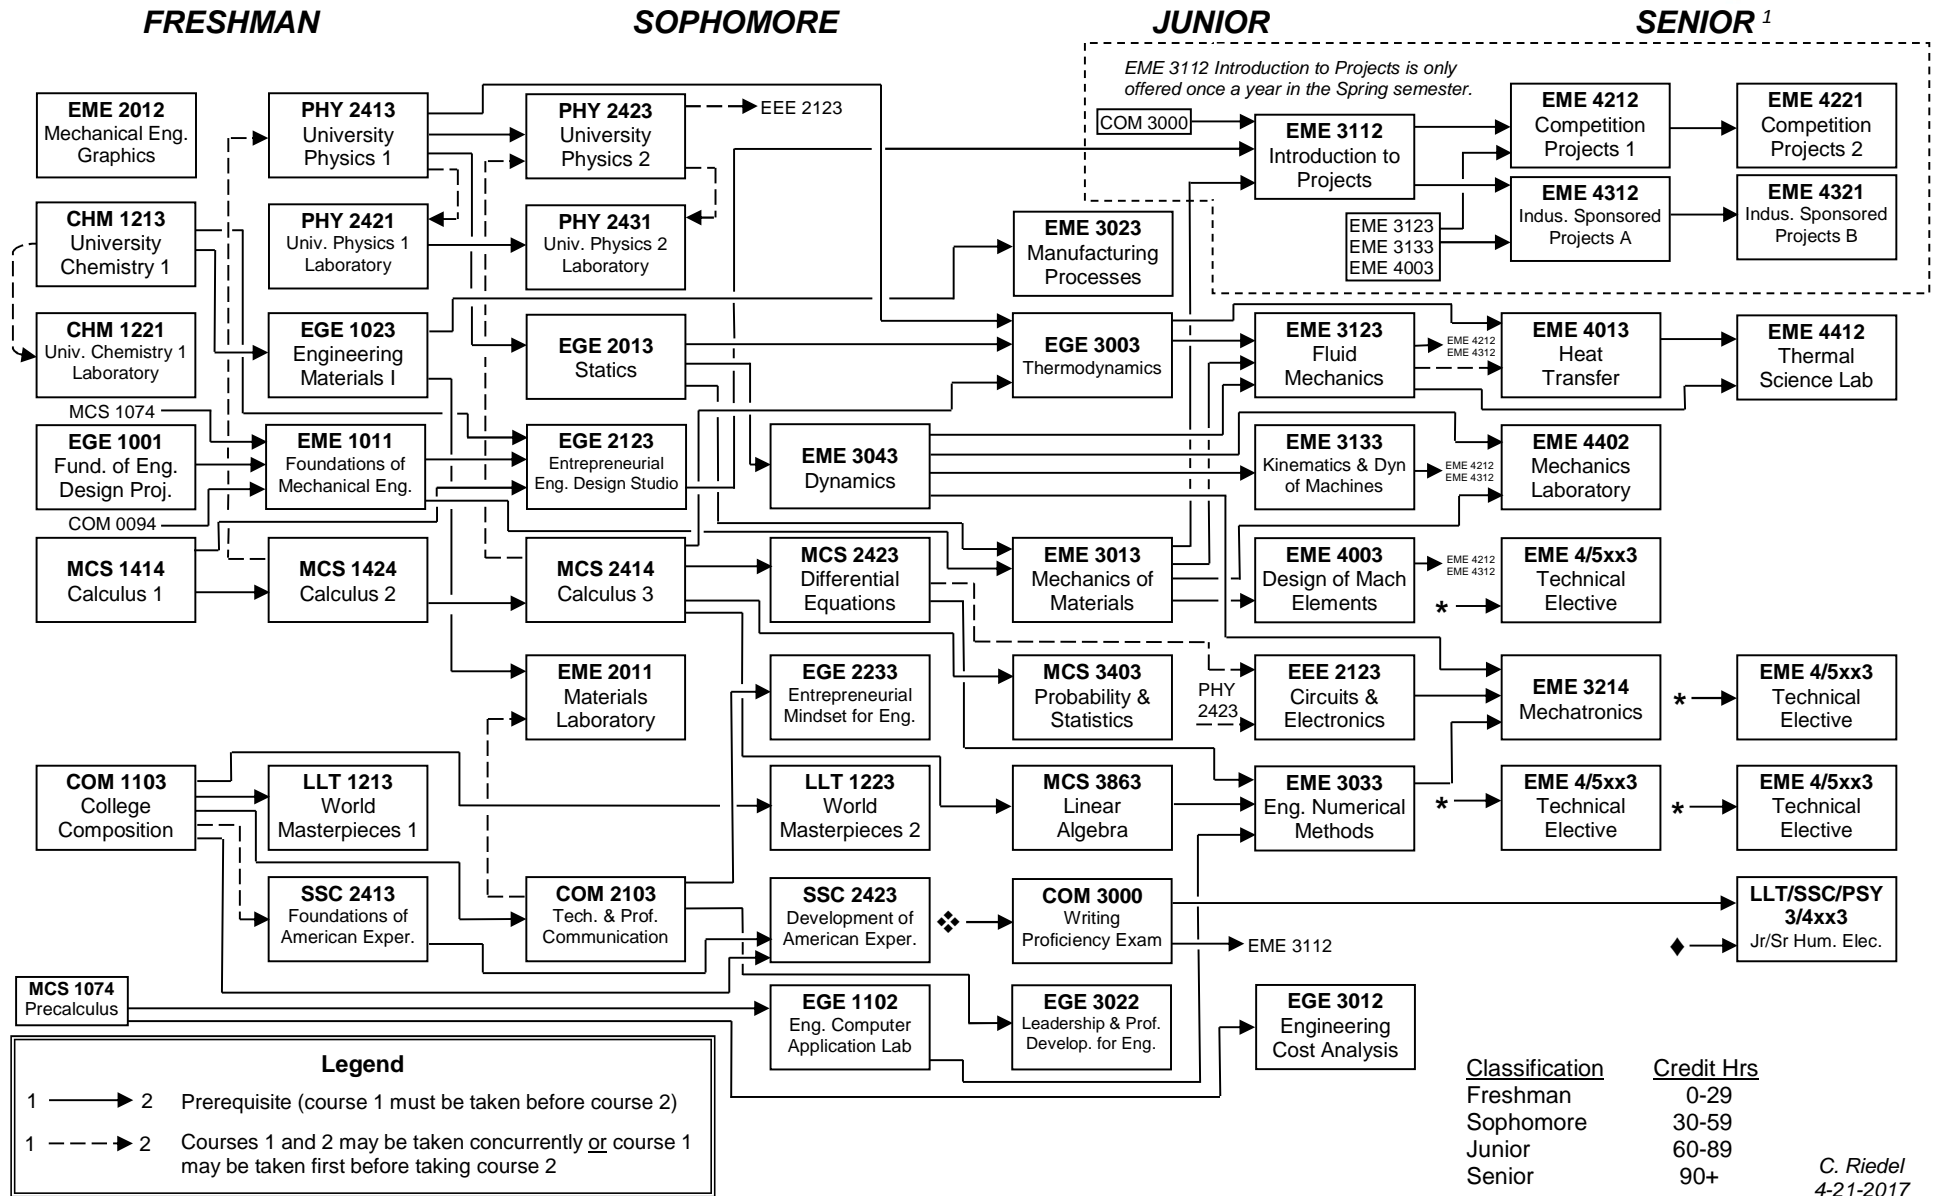 FRESHMAN
SOPHOMORE
JUNIOR
SENIOR 1
EME 3112 Introduction to Projects is only
offered once a year in the Spring semester.
EME 2012
Mechanical Eng.
Graphics
PHY 2413
University
Physics 1
PHY 2423
University
Physics 2
EEE 2123
COM 3000
EME 3112
Introduction to
Projects
EME 4212
Competition
Projects 1
EME 4221
Competition
Projects 2
CHM 1213
University
Chemistry 1
PHY 2421
Univ. Physics 1
Laboratory
PHY 2431
Univ. Physics 2
Laboratory
EME 3023
Manufacturing
Processes
EME 3123
EME 3133
EME 4003
EME 4312
Indus. Sponsored
Projects A
EME 4321
Indus. Sponsored
Projects B
CHM 1221
Univ. Chemistry 1
Laboratory
EGE 1023
Engineering
Materials I
EGE 2013
Statics
EGE 3003
Thermodynamics
EME 3123
Fluid
Mechanics
EME 4212
EME 4312
EME 4013
Heat
Transfer
EME 4412
Thermal
Science Lab
MCS 1074
EGE 1001
Fund. of Eng.
Design Proj.
COM 0094
EME 1011
Foundations of
Mechanical Eng.
EGE 2123
Entrepreneurial
Eng. Design Studio
EME 3043
Dynamics
EME 3133
Kinematics & Dyn
of Machines
EME 4212
EME 4312
EME 4402
Mechanics
Laboratory
MCS 1414
Calculus 1
MCS 1424
Calculus 2
MCS 2414
Calculus 3
MCS 2423
Differential
Equations
EME 3013
Mechanics of
Materials
EME 4003
Design of Mach
Elements
EME 4212
EME 4312
*
EME 4/5xx3
Technical
Elective
EME 2011
Materials
Laboratory
EGE 2233
Entrepreneurial
Mindset for Eng.
MCS 3403
Probability &
Statistics
PHY
2423
EEE 2123
Circuits &
Electronics
EME 3214
Mechatronics
*
EME 4/5xx3
Technical
Elective
COM 1103
College
Composition
LLT 1213
World
Masterpieces 1
LLT 1223
World
Masterpieces 2
MCS 3863
Linear
Algebra
EME 3033
Eng. Numerical
Methods
*
EME 4/5xx3
Technical
Elective
*
EME 4/5xx3
Technical
Elective
SSC 2413
Foundations of
American Exper.
COM 2103
Tech. & Prof.
Communication
SSC 2423
Development of
American Exper.
❖
COM 3000
Writing
Proficiency Exam
EME 3112
♦
LLT/SSC/PSY
3/4xx3
Jr/Sr Hum. Elec.
MCS 1074
Precalculus
EGE 1102
Eng. Computer
Application Lab
EGE 3022
Leadership & Prof.
Develop. for Eng.
EGE 3012
Engineering
Cost Analysis
Legend
1 2 Prerequisite (course 1 must be taken before course 2)
1 2 Courses 1 and 2 may be taken concurrently or course 1
may be taken first before taking course 2
Classification Credit Hrs
Freshman 0-29
Sophomore 30-59
Junior 60-89
Senior 90+
C. Riedel
4-21-2017